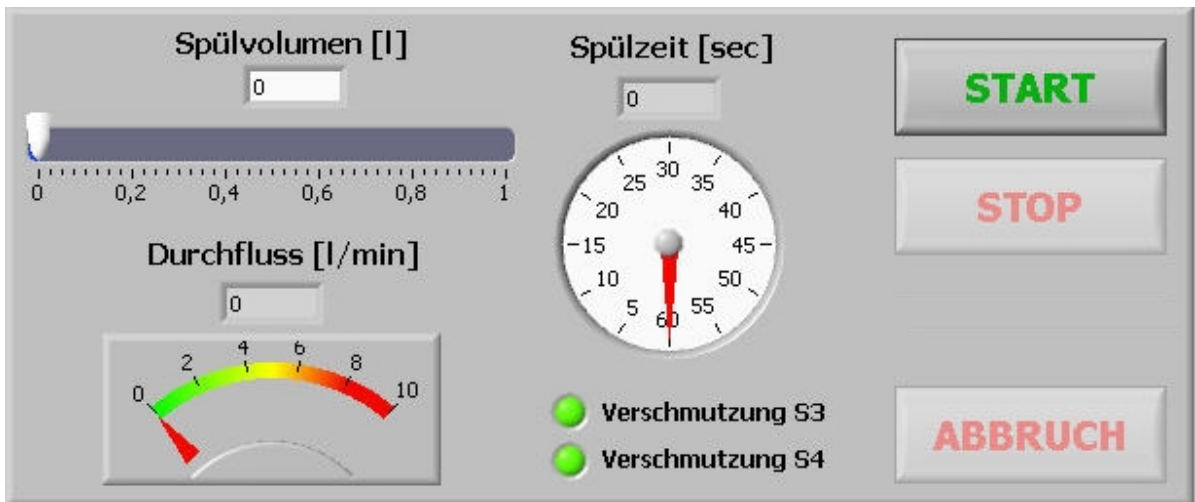 Spülvolumen [l]
0
0 0,2 0,4 0,6 0,8 1
Durchfluss [l/min]
0
0 2 4 6 8 10
Spülzeit [sec]
0
5 10 15 20 25 30 35 40 45 50 55 60
Verschmutzung S3
Verschmutzung S4
START
STOP
ABBRUCH